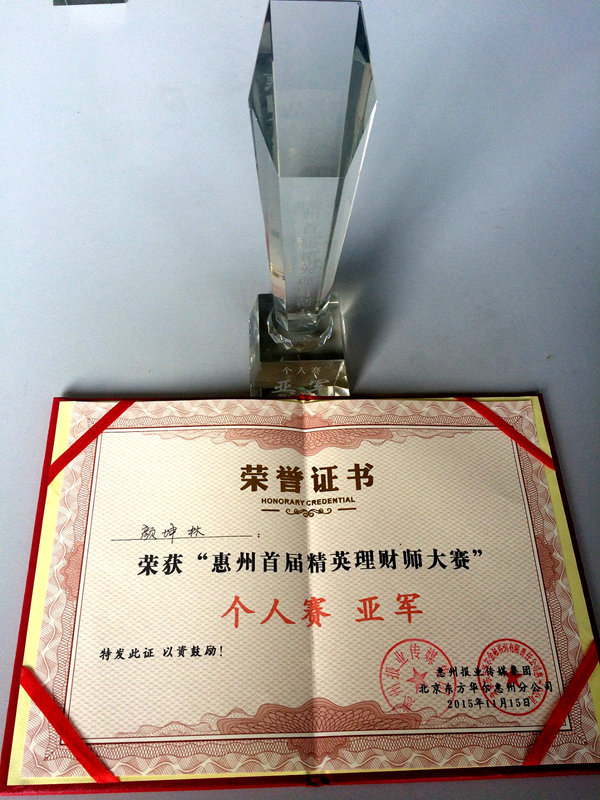 个人赛
亚军
荣誉证书
HONORARY CREDENTIAL
颜坤林：
荣获“惠州首届精英理财师大赛”
个人赛 亚军
特发此证 以资鼓励！
惠州报业传媒集团
北京东方华尔惠州分公司
2015年11月15日